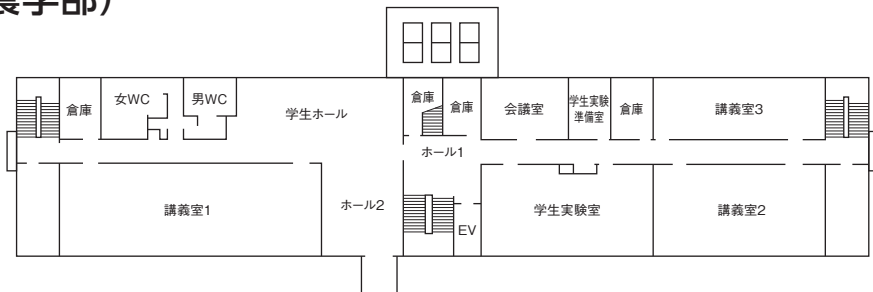 農学部）
倉庫
女WC
男WC
学生ホール
倉庫
倉庫
会議室
学生実験
準備室
倉庫
講義室3
ホール1
講義室1
ホール2
EV
学生実験室
講義室2